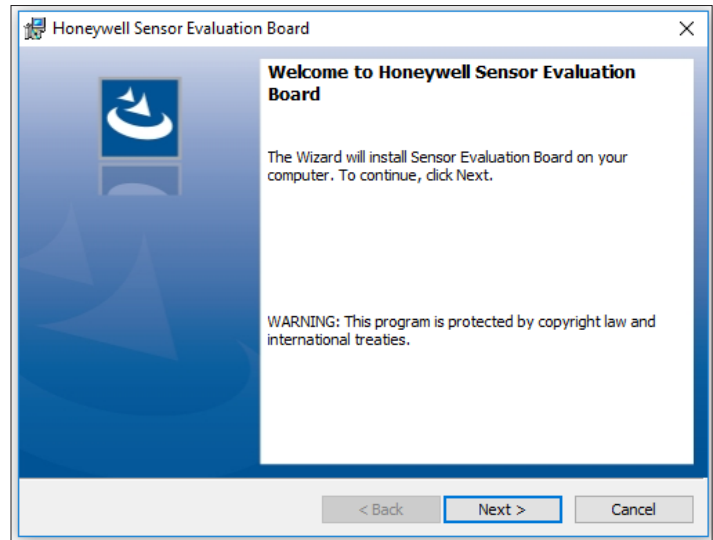 Honeywell Sensor Evaluation Board
Welcome to Honeywell Sensor Evaluation
Board
The Wizard will install Sensor Evaluation Board on your
computer. To continue, click Next.
WARNING: This program is protected by copyright law and
international treaties.
< Back
Next >
Cancel